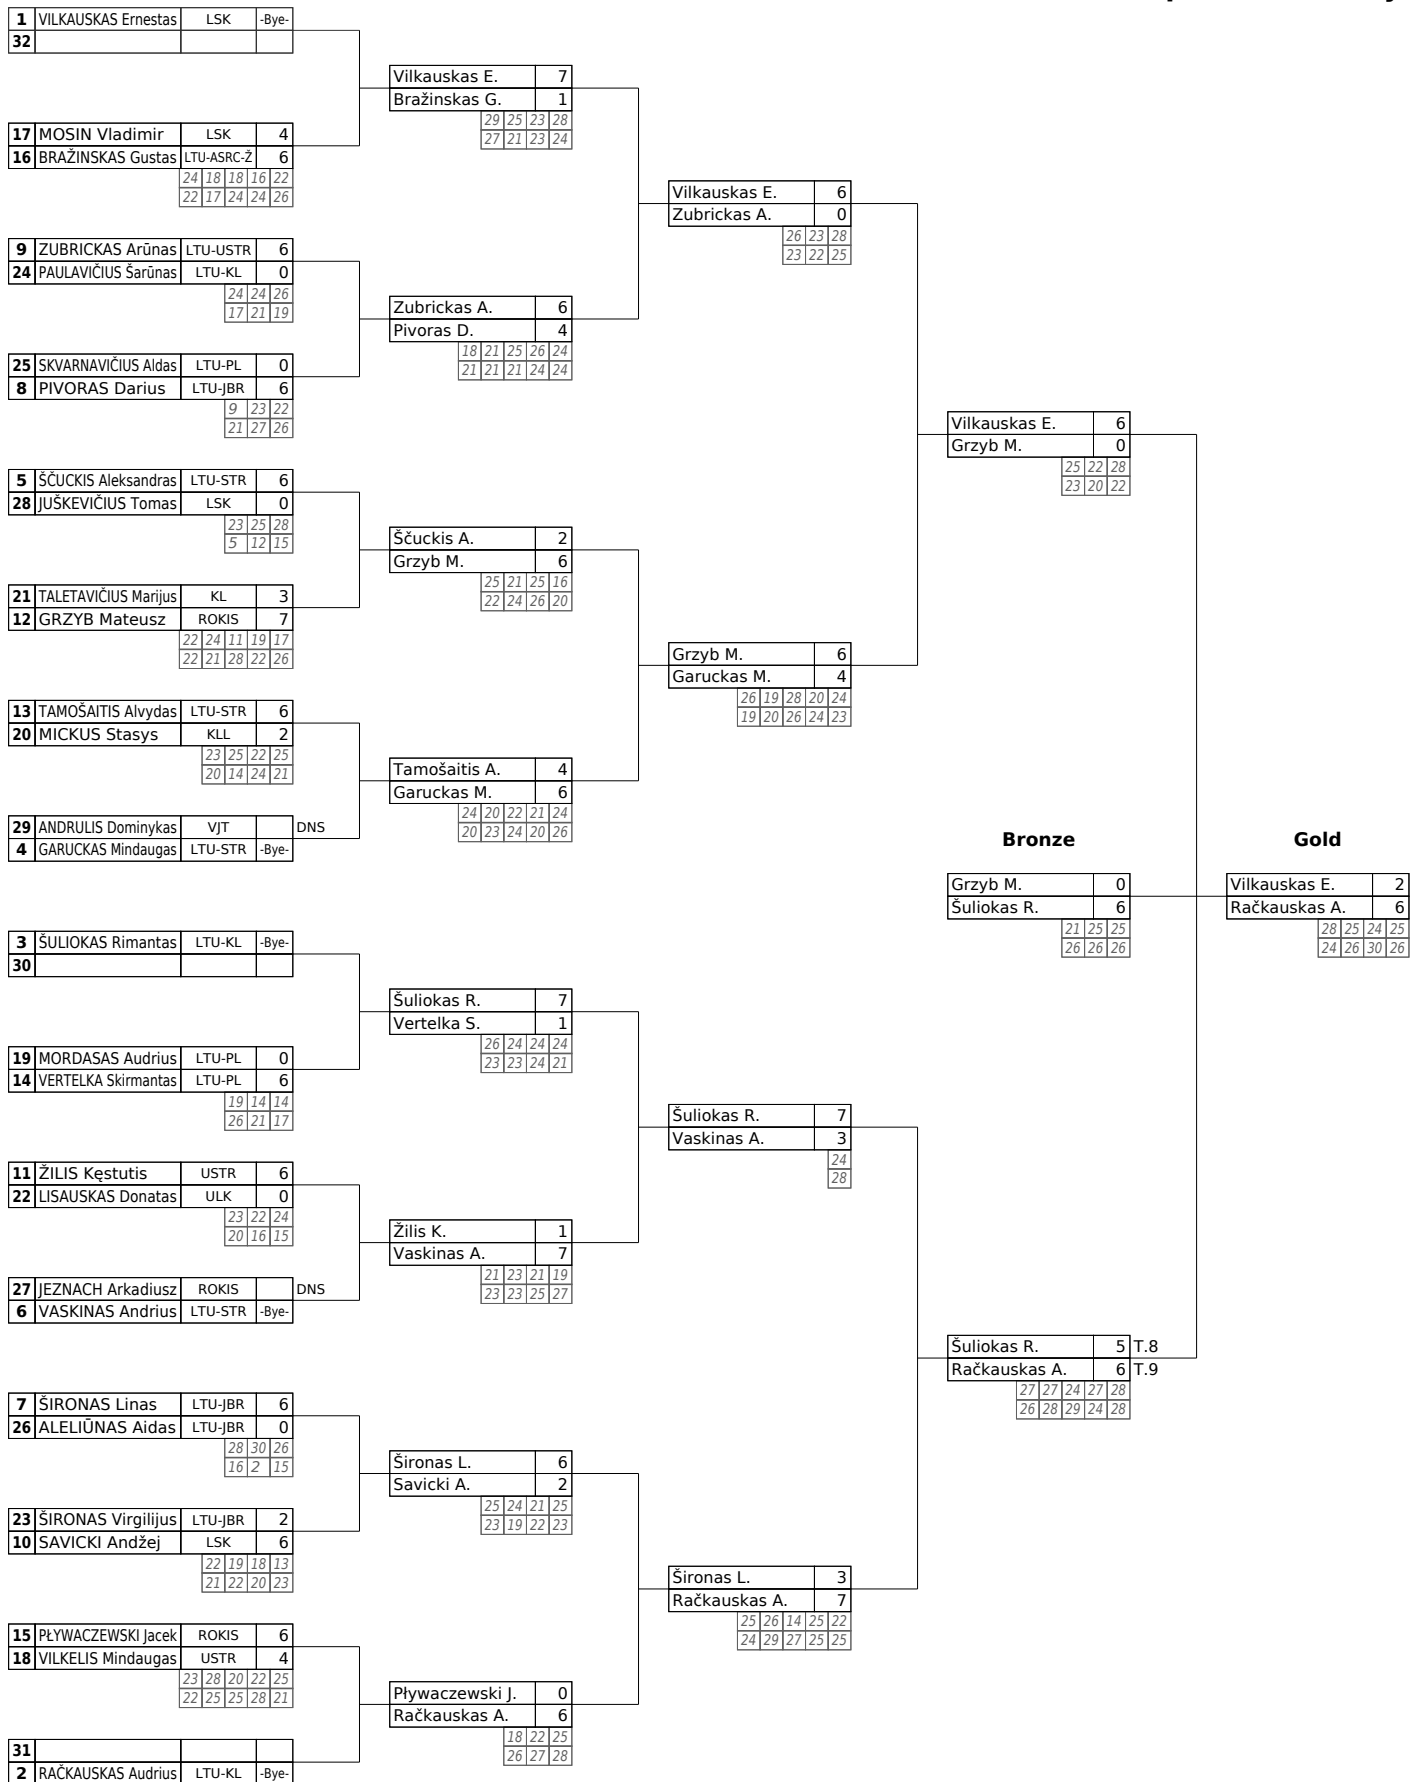 1 VILKAUSKAS Ernestas LSK -Bye-
32
Vilkauskas E. 7
Bražinskas G. 1
29 25 23 28
27 21 23 24
17 MOSIN Vladimir LSK 4
16 BRAŽINSKAS Gustas LTU-ASRC-Ž 6
24 18 18 16 22
22 17 24 24 26
Vilkauskas E. 6
Zubrickas A. 0
26 23 28
23 22 25
9 ZUBRICKAS Arūnas LTU-USTR 6
24 PAULAVIČIUS Šarūnas LTU-KL 0
24 24 26
17 21 19
Zubrickas A. 6
Pivoras D. 4
18 21 25 26 24
21 21 21 24 24
25 SKVARNAVIČIUS Aldas LTU-PL 0
8 PIVORAS Darius LTU-JBR 6
9 23 22
21 27 26
Vilkauskas E. 6
Grzyb M. 0
25 22 28
23 20 22
5 ŠČUCKIS Aleksandras LTU-STR 6
28 JUŠKEVIČIUS Tomas LSK 0
23 25 28
5 12 15
Ščuckis A. 2
Grzyb M. 6
25 21 25 16
22 24 26 20
21 TALETAVIČIUS Marijus KL 3
12 GRZYB Mateusz ROKIS 7
22 24 11 19 17
22 21 28 22 26
Grzyb M. 6
Garuckas M. 4
26 19 28 20 24
19 20 26 24 23
13 TAMOŠAITIS Alvydas LTU-STR 6
20 MICKUS Stasys KLL 2
23 25 22 25
20 14 24 21
Tamošaitis A. 4
Garuckas M. 6
24 20 22 21 24
20 23 24 20 26
29 ANDRULIS Dominykas VJT DNS
4 GARUCKAS Mindaugas LTU-STR -Bye-
Bronze Gold
Grzyb M. 0 Vilkauskas E. 2
Šuliokas R. 6 Račkauskas A. 6
21 25 25 28 25 24 25
26 26 26 24 26 30 26
3 ŠULIOKAS Rimantas LTU-KL -Bye-
30
Šuliokas R. 7
Vertelka S. 1
26 24 24 24
23 23 24 21
19 MORDASAS Audrius LTU-PL 0
14 VERTELKA Skirmantas LTU-PL 6
19 14 14
26 21 17
Šuliokas R. 7
Vaskinas A. 3
24
28
11 ŽILIS Kęstutis USTR 6
22 LISAUSKAS Donatas ULK 0
23 22 24
20 16 15
Žilis K. 1
Vaskinas A. 7
21 23 21 19
23 23 25 27
27 JEZNACH Arkadiusz ROKIS DNS
6 VASKINAS Andrius LTU-STR -Bye-
Šuliokas R. 5 T.8
Račkauskas A. 6 T.9
27 27 24 27 28
26 28 29 24 28
7 ŠIRONAS Linas LTU-JBR 6
26 ALELIŪNAS Aidas LTU-JBR 0
28 30 26
16 2 15
Šironas L. 6
Savicki A. 2
25 24 21 25
23 19 22 23
23 ŠIRONAS Virgilijus LTU-JBR 2
10 SAVICKI Andžej LSK 6
22 19 18 13
21 22 20 23
Šironas L. 3
Račkauskas A. 7
25 26 14 25 22
24 29 27 25 25
15 PŁYWACZEWSKI Jacek ROKIS 6
18 VILKELIS Mindaugas USTR 4
23 28 20 22 25
22 25 25 28 21
Pływaczewski J. 0
Račkauskas A. 6
18 22 25
26 27 28
31
2 RAČKAUSKAS Audrius LTU-KL -Bye-